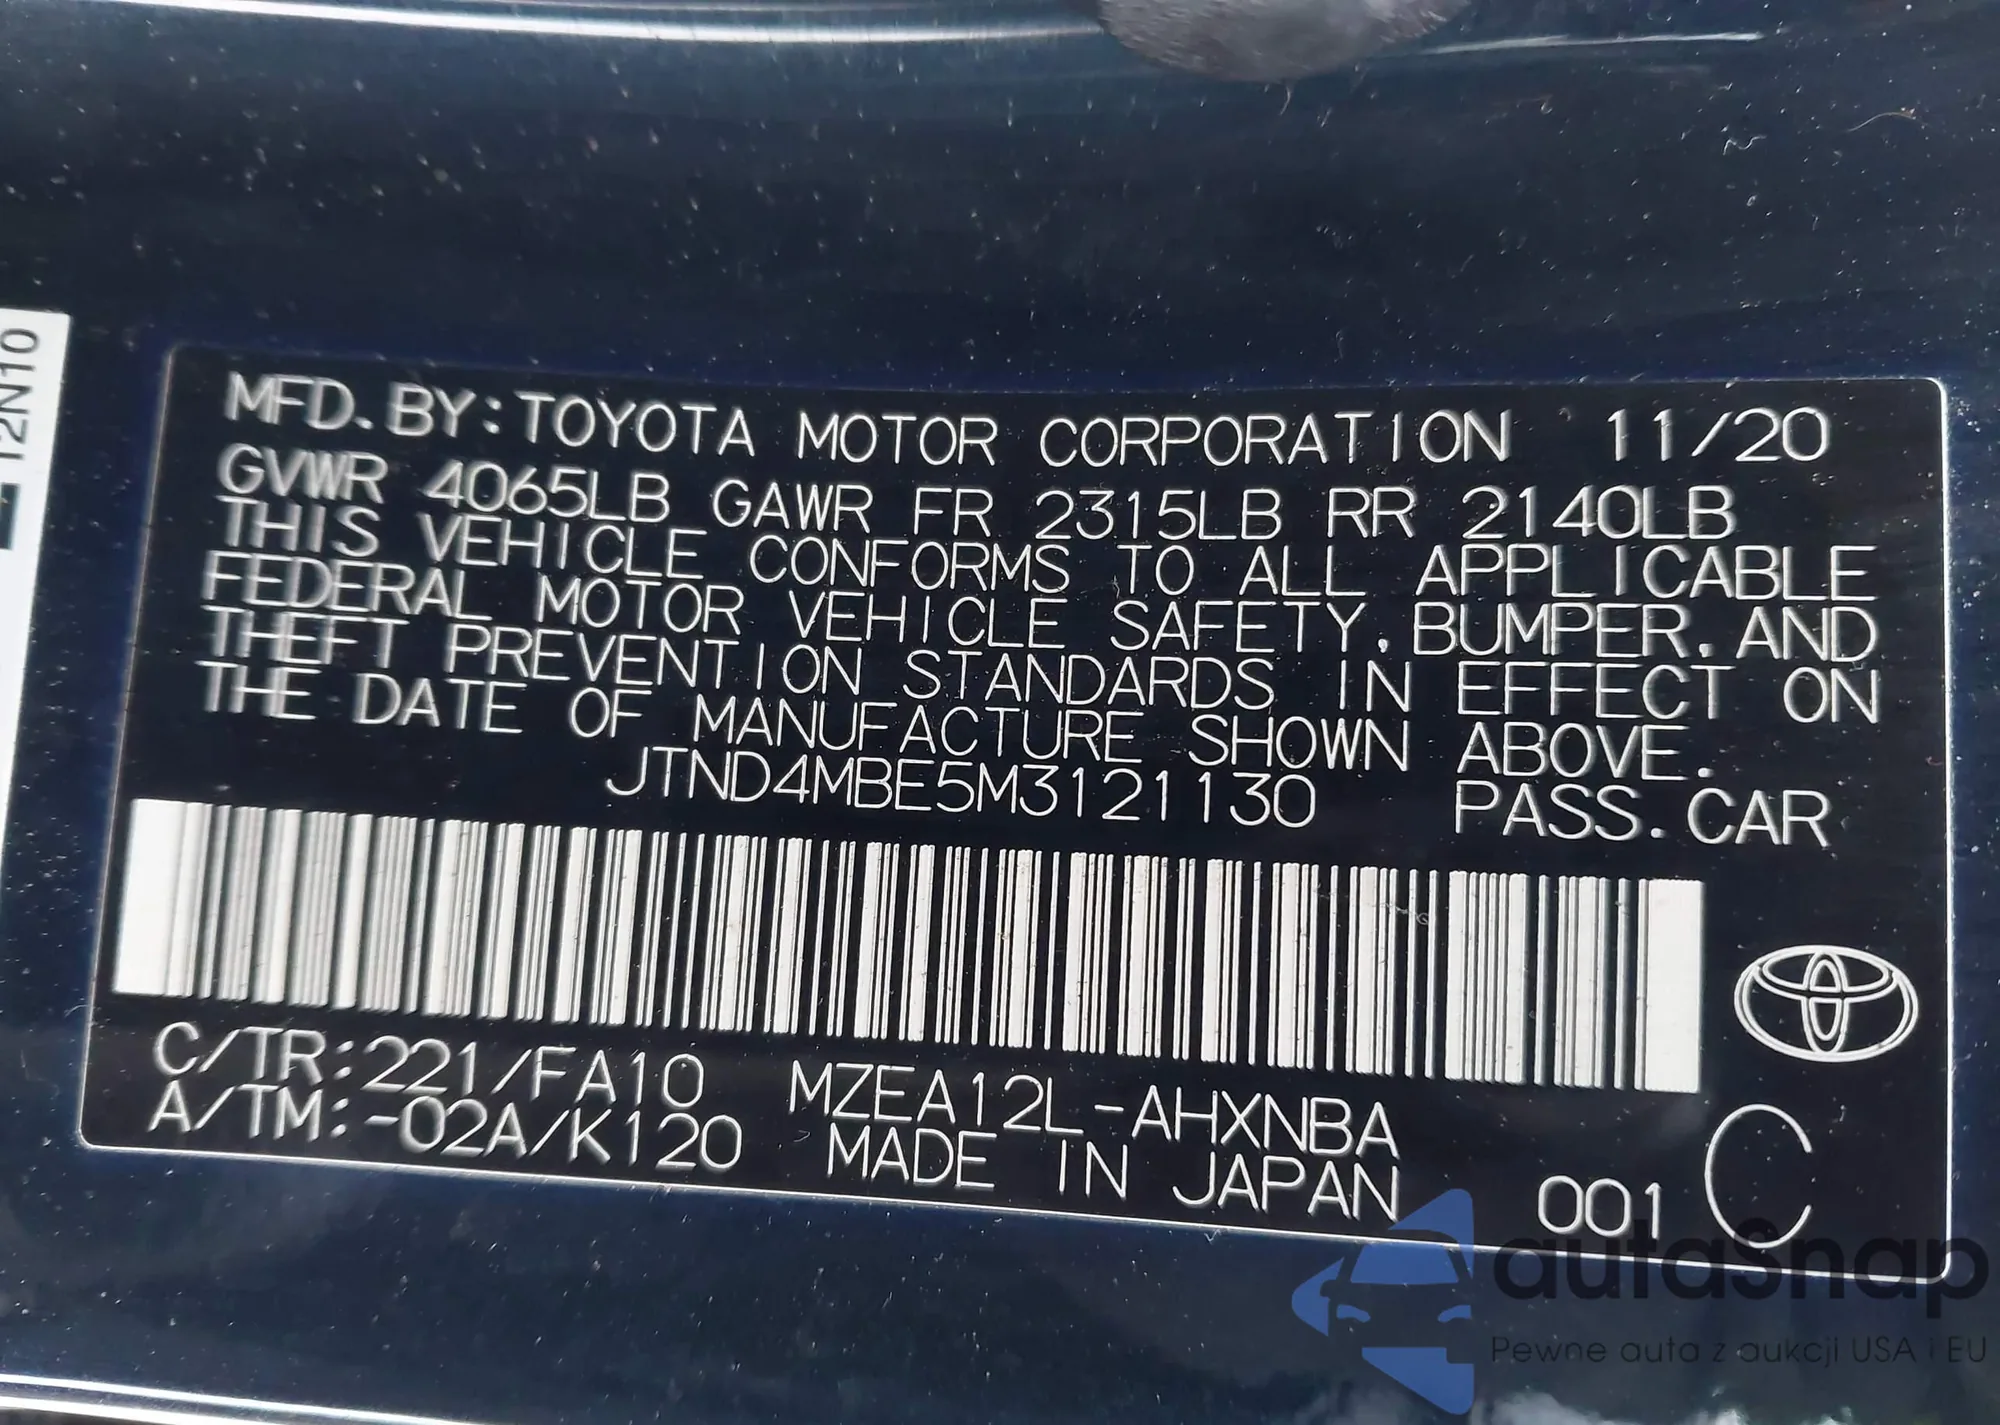 MFD. BY: TOYOTA MOTOR CORPORATION 11/20
GVWR 4065LB GAWR FR 2315LB RR 2140LB
THIS VEHICLE CONFORMS TO ALL APPLICABLE
FEDERAL MOTOR VEHICLE SAFETY, BUMPER, AND
THEFT PREVENTION STANDARDS IN EFFECT ON
THE DATE OF MANUFACTURE SHOWN ABOVE.
JTND4MBE5M3121130 PASS. CAR
C/TR:221/FA10 MZEA12L-AHXNBA
A/TM:-02A/K120 MADE IN JAPAN 001 C
12N10
autaSnap
Pewne auta z aukcji USA i EU